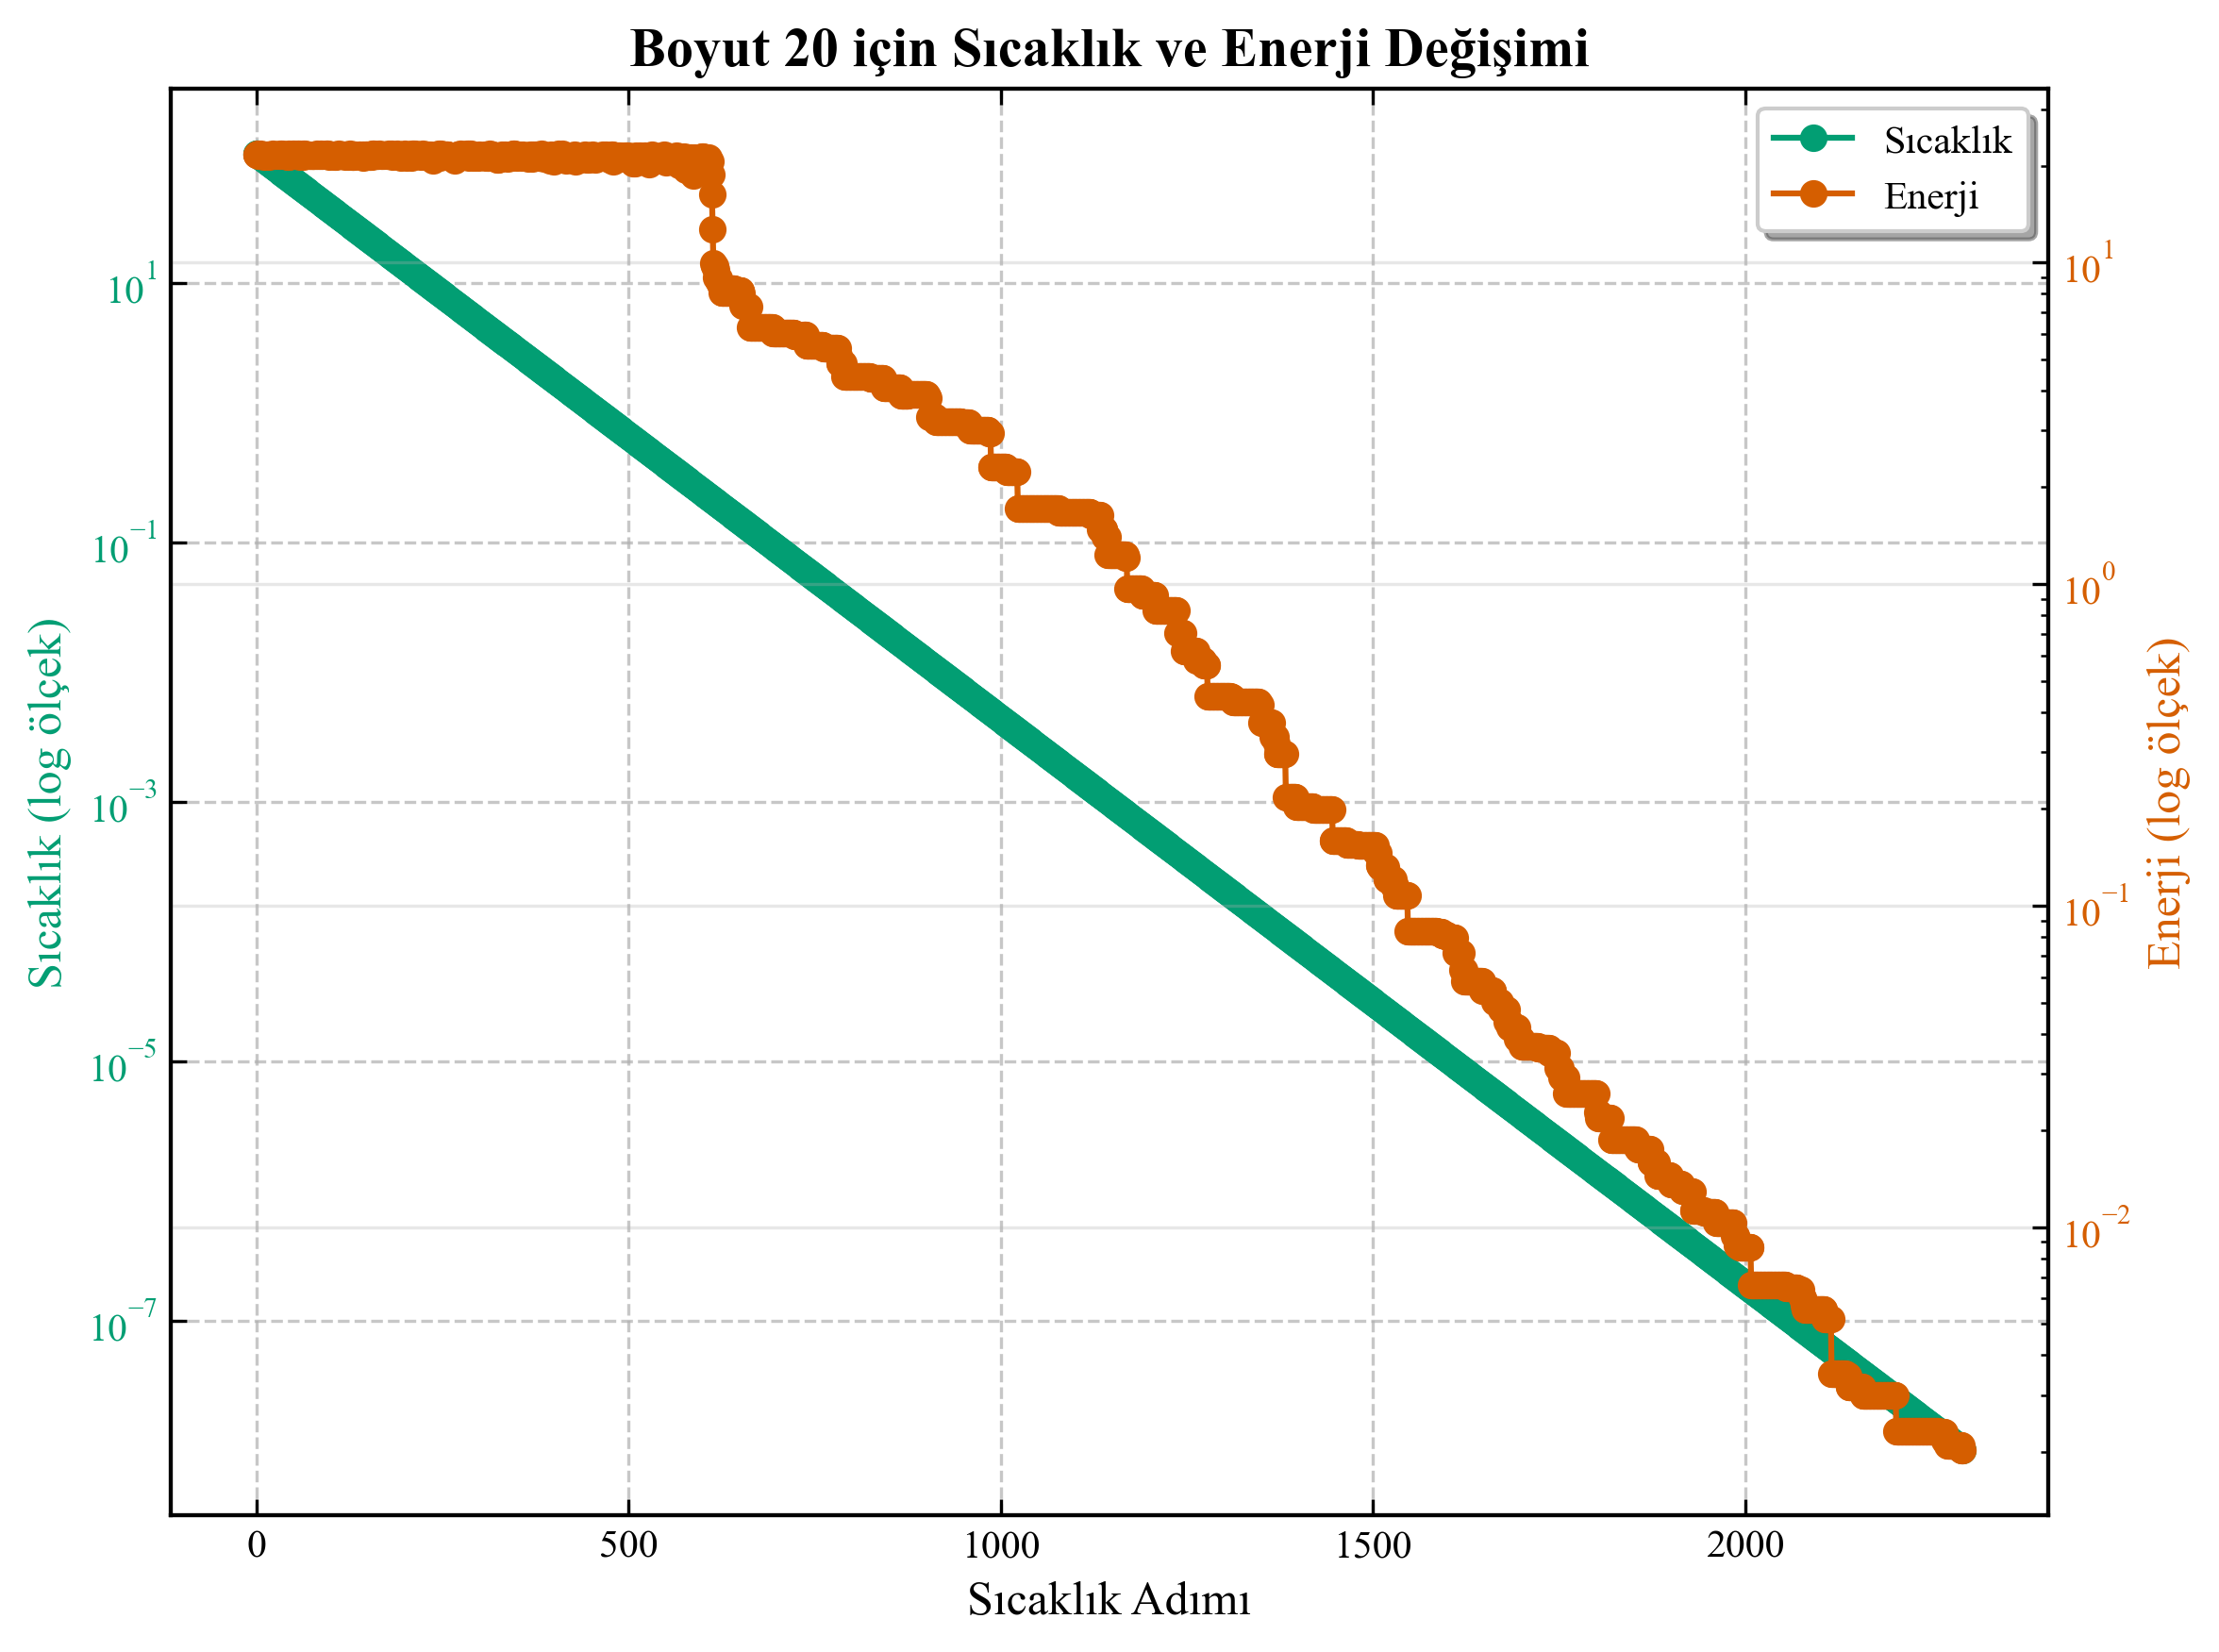 Boyut 20 için Sıcaklık ve Enerji Değişimi
Sıcaklık
Enerji
Sıcaklık (log ölçek)
10^1
10^−1
10^−3
10^−5
10^−7
10^1
10^0
10^−1
10^−2
Enerji (log ölçek)
0 500 1000 1500 2000
Sıcaklık Adımı